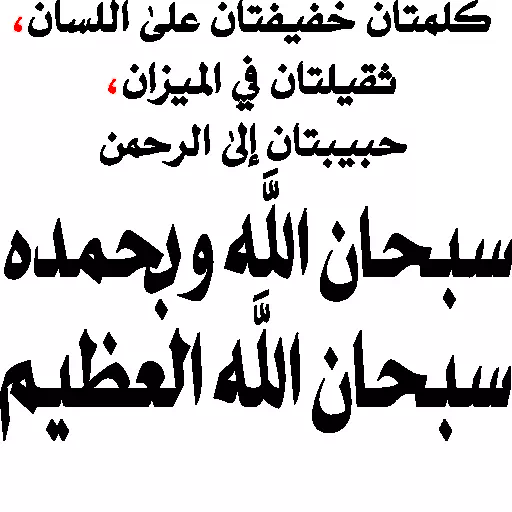 كلمتان خفيفتان على اللسان،
ثقيلتان في الميزان،
حبيبتان إلى الرحمن
سبحان اللَّه وبحمده
سبحان اللَّه العظيم